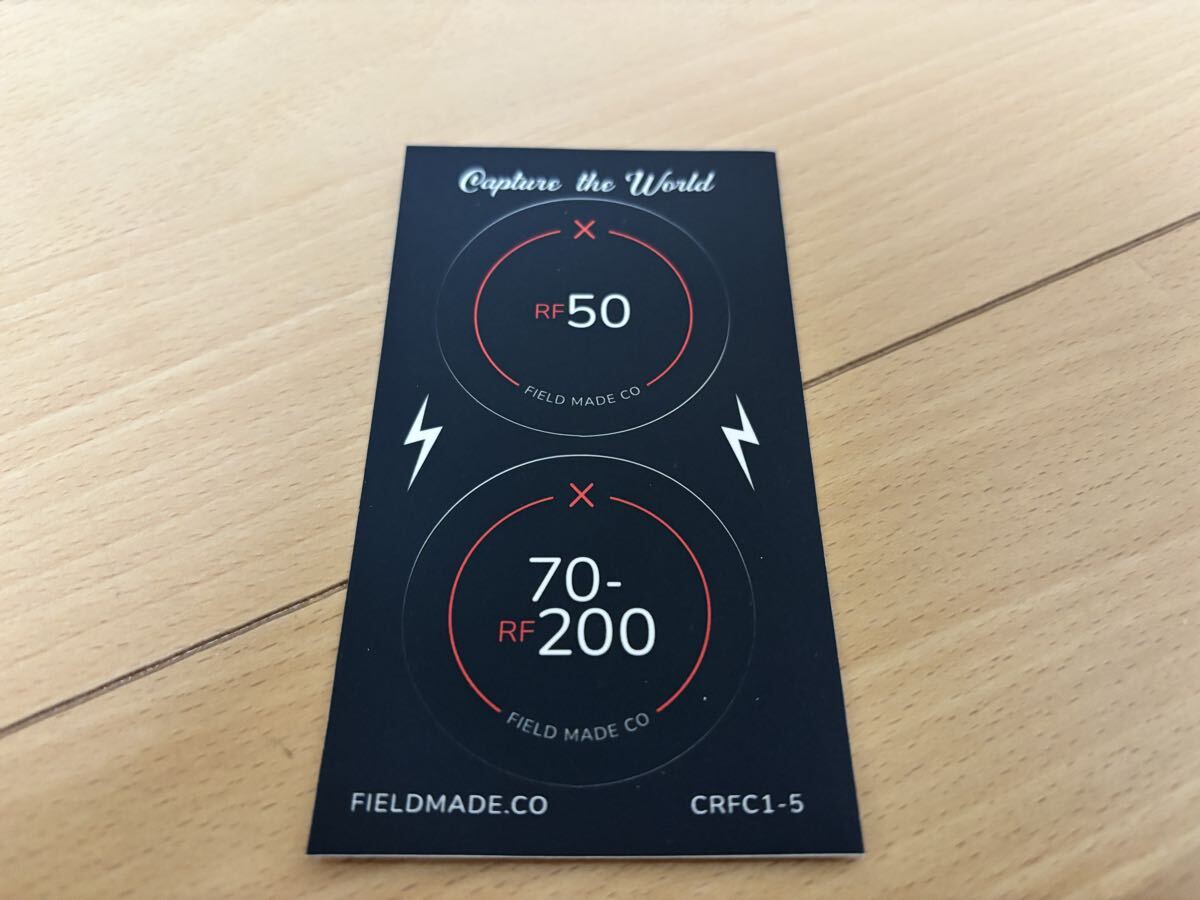 Capture the World
RF50
FIELD MADE CO
70-
RF200
FIELD MADE CO
FIELDMADE.CO
CRFC1-5